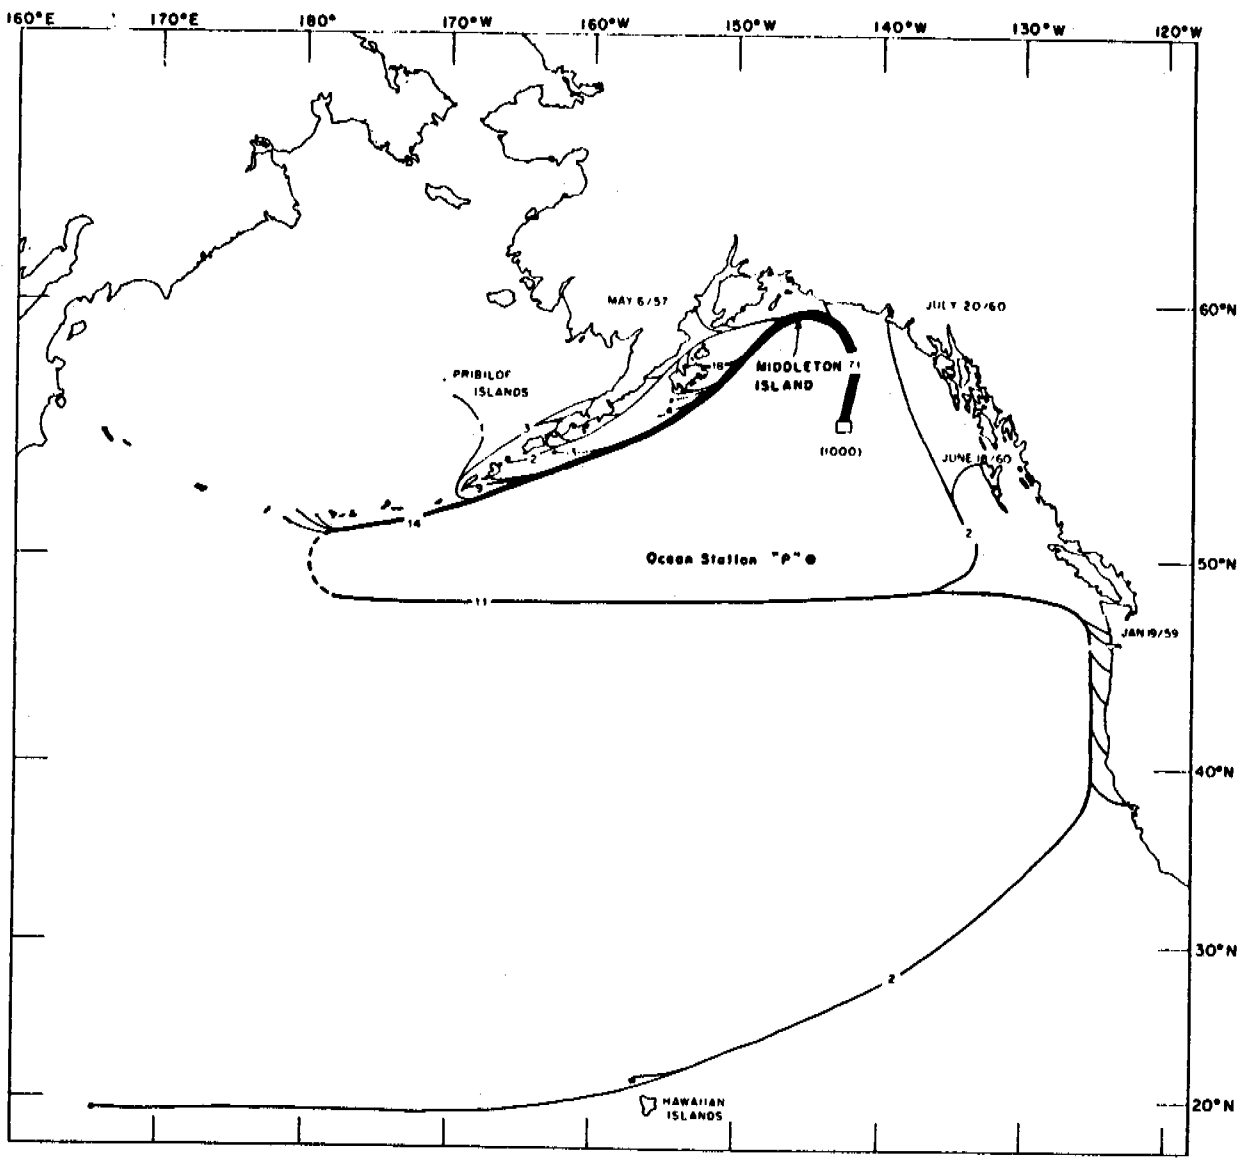 160°E 170°E 180° 170°W 160°W 150°W 140°W 130°W 120°W
MAY 6/57
JULY 20/60
60°N
PRIBILOF
ISLANDS
18
MIDDLETON
ISLAND
71
3
(1000)
2
1
JUNE 18/60
9
14
2
Ocean Station "P"
50°N
11
JAN 19/59
40°N
30°N
2
HAWAIIAN
ISLANDS
20°N